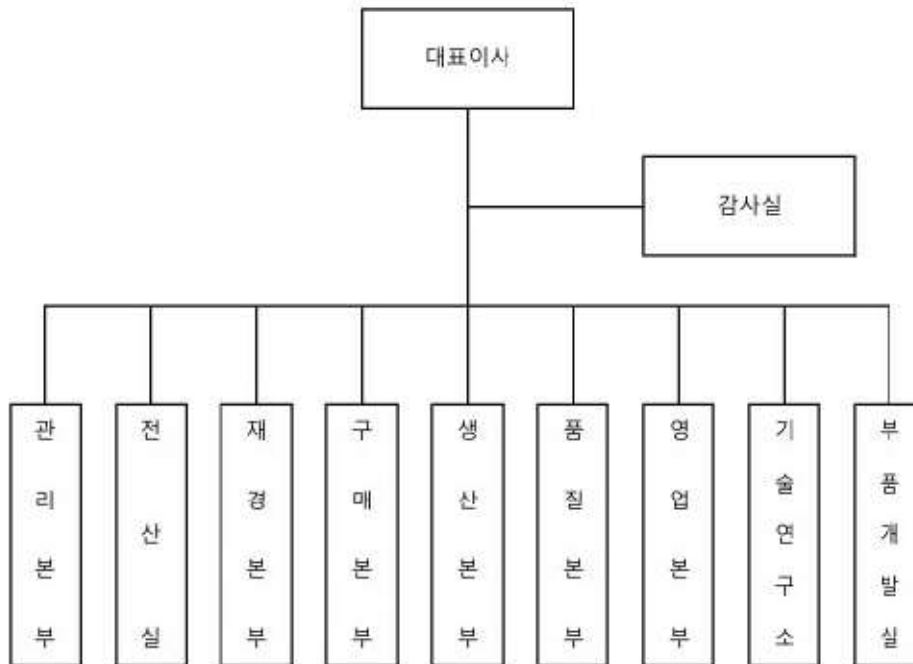 대표이사
감사실
관리본부
전산실
재경본부
구매본부
생산본부
품질본부
영업본부
기술연구소
부품개발실